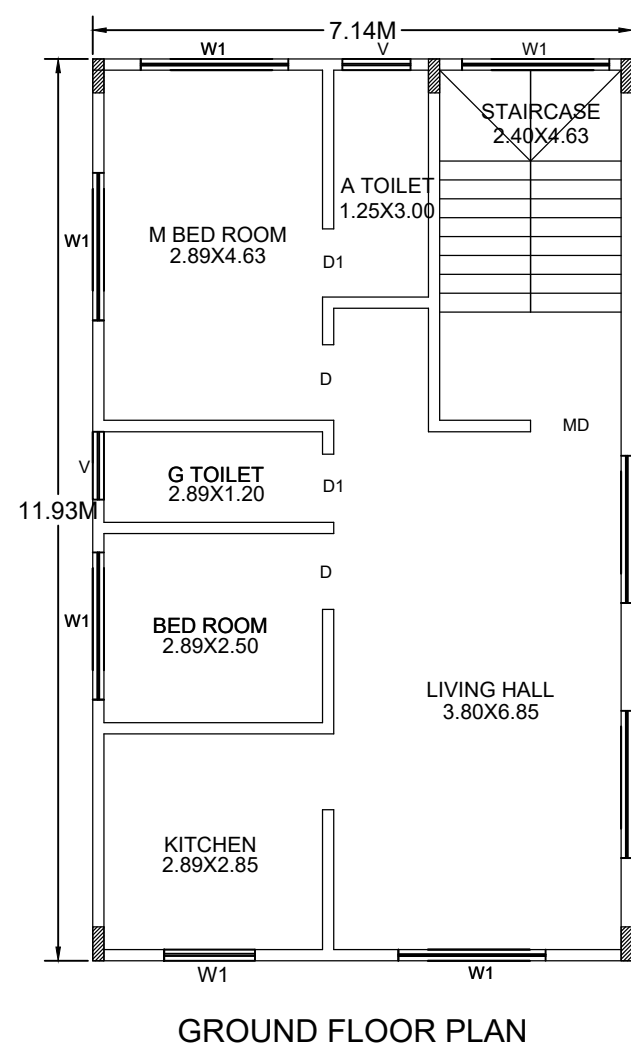 7.14M
W1
V
W1
STAIRCASE
2.40X4.63
A TOILET
1.25X3.00
W1
M BED ROOM
2.89X4.63
D1
D
MD
V
G TOILET
2.89X1.20
D1
11.93M
D
W1
BED ROOM
2.89X2.50
LIVING HALL
3.80X6.85
KITCHEN
2.89X2.85
W1
W1
GROUND FLOOR PLAN